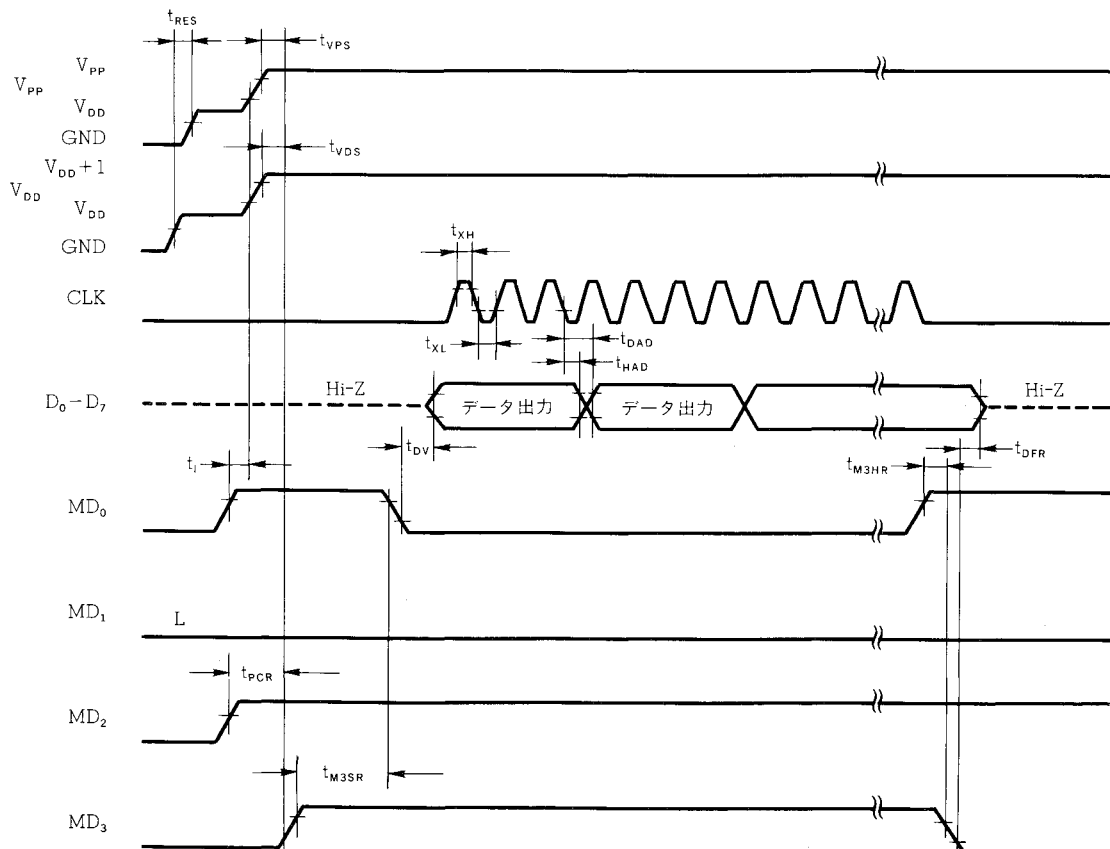 tRES
tVPS
VPP
VPP
VDD
GND
tVDS
VDD+1
VDD
VDD
GND
tXH
CLK
tXL
tDAD
tHAD
Hi-Z
D0−D7
データ出力
データ出力
Hi-Z
tDV
tDFR
tI
tM3HR
MD0
MD1
L
tPCR
MD2
tM3SR
MD3